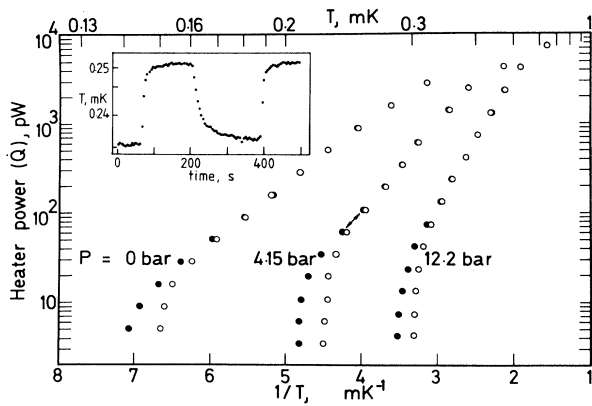 4 0.13 0.16 0.2 T, mK 0.3 1
10⁴
10³
10²
10
Heater power (Q̇), pW
0.25
T, mK
0.24
0 200 400
time, s
P = 0 bar 4.15 bar 12.2 bar
8 7 6 5 4 3 2 1
1/T, mK⁻¹